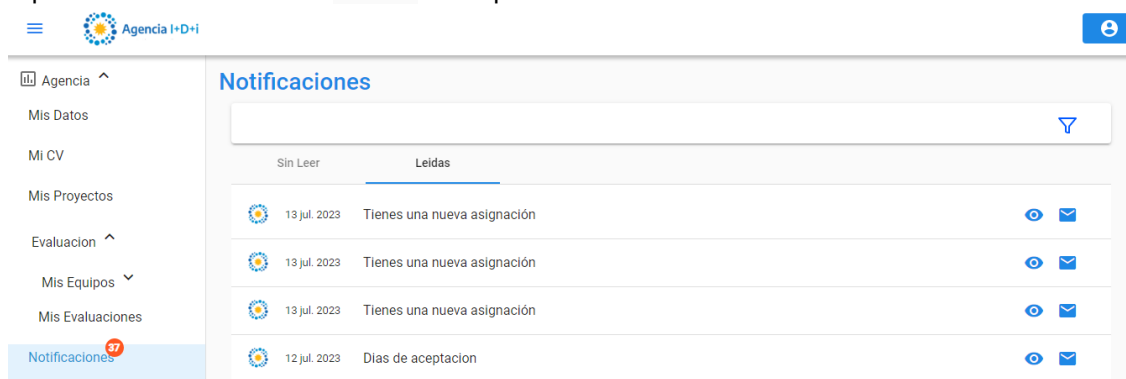 Agencia I+D+i
Agencia
Mis Datos
Mi CV
Mis Proyectos
Evaluacion
Mis Equipos
Mis Evaluaciones
Notificaciones 37
Notificaciones
Sin Leer Leidas
13 jul. 2023 Tienes una nueva asignación
13 jul. 2023 Tienes una nueva asignación
13 jul. 2023 Tienes una nueva asignación
12 jul. 2023 Dias de aceptacion